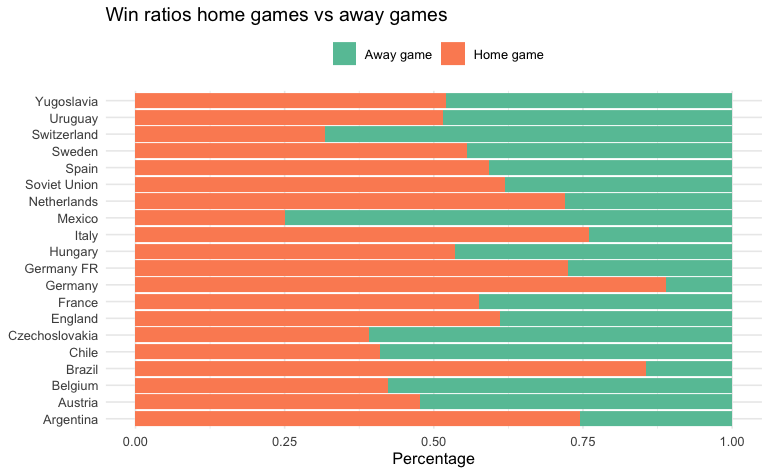 Win ratios home games vs away games
Away game Home game
Yugoslavia
Uruguay
Switzerland
Sweden
Spain
Soviet Union
Netherlands
Mexico
Italy
Hungary
Germany FR
Germany
France
England
Czechoslovakia
Chile
Brazil
Belgium
Austria
Argentina
0.00 0.25 0.50 0.75 1.00
Percentage